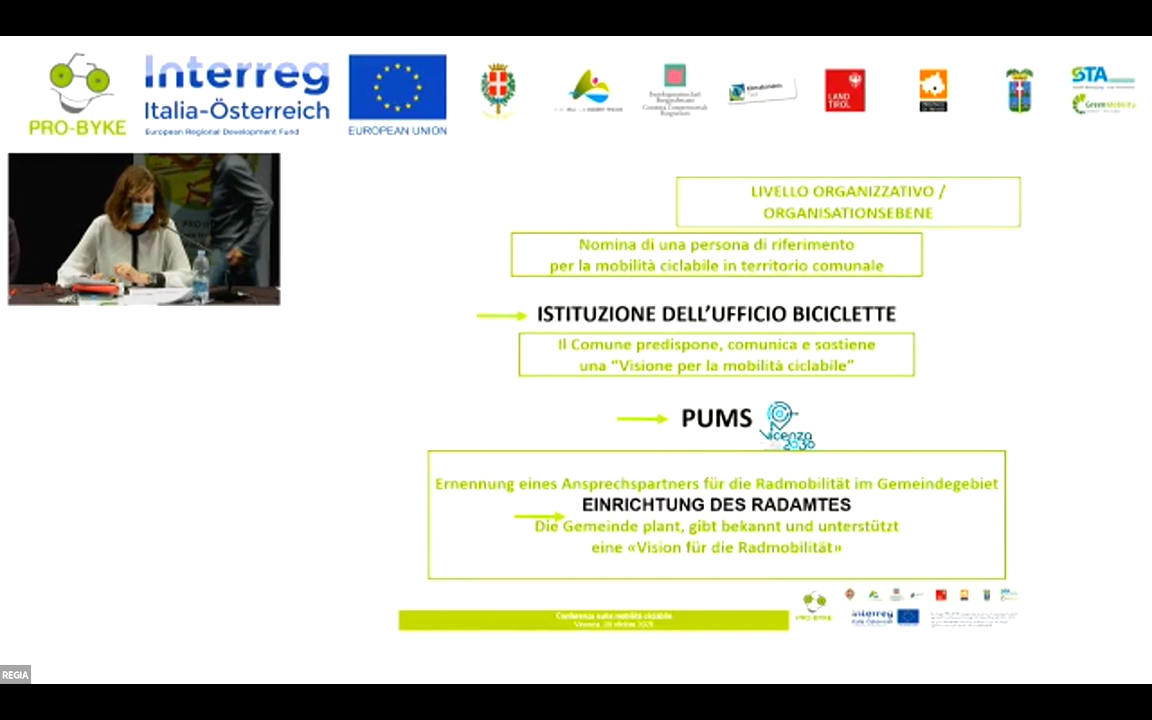 PRO-BYKE
Interreg
Italia-Österreich
European Regional Development Fund
EUROPEAN UNION
LAND
TIROL
STA
GreenMobility
LIVELLO ORGANIZZATIVO /
ORGANISATIONSEBENE
Nomina di una persona di riferimento
per la mobilità ciclabile in territorio comunale
ISTITUZIONE DELL'UFFICIO BICICLETTE
Il Comune predispone, comunica e sostiene
una "Visione per la mobilità ciclabile"
PUMS
Vicenza
2030
Ernennung eines Ansprechspartners für die Radmobilität im Gemeindegebiet
EINRICHTUNG DES RADAMTES
Die Gemeinde plant, gibt bekannt und unterstützt
eine «Vision für die Radmobilität»
Conferenza sulla mobilità ciclabile
PRO-BYKE
Interreg
Italia-Österreich
REGIA